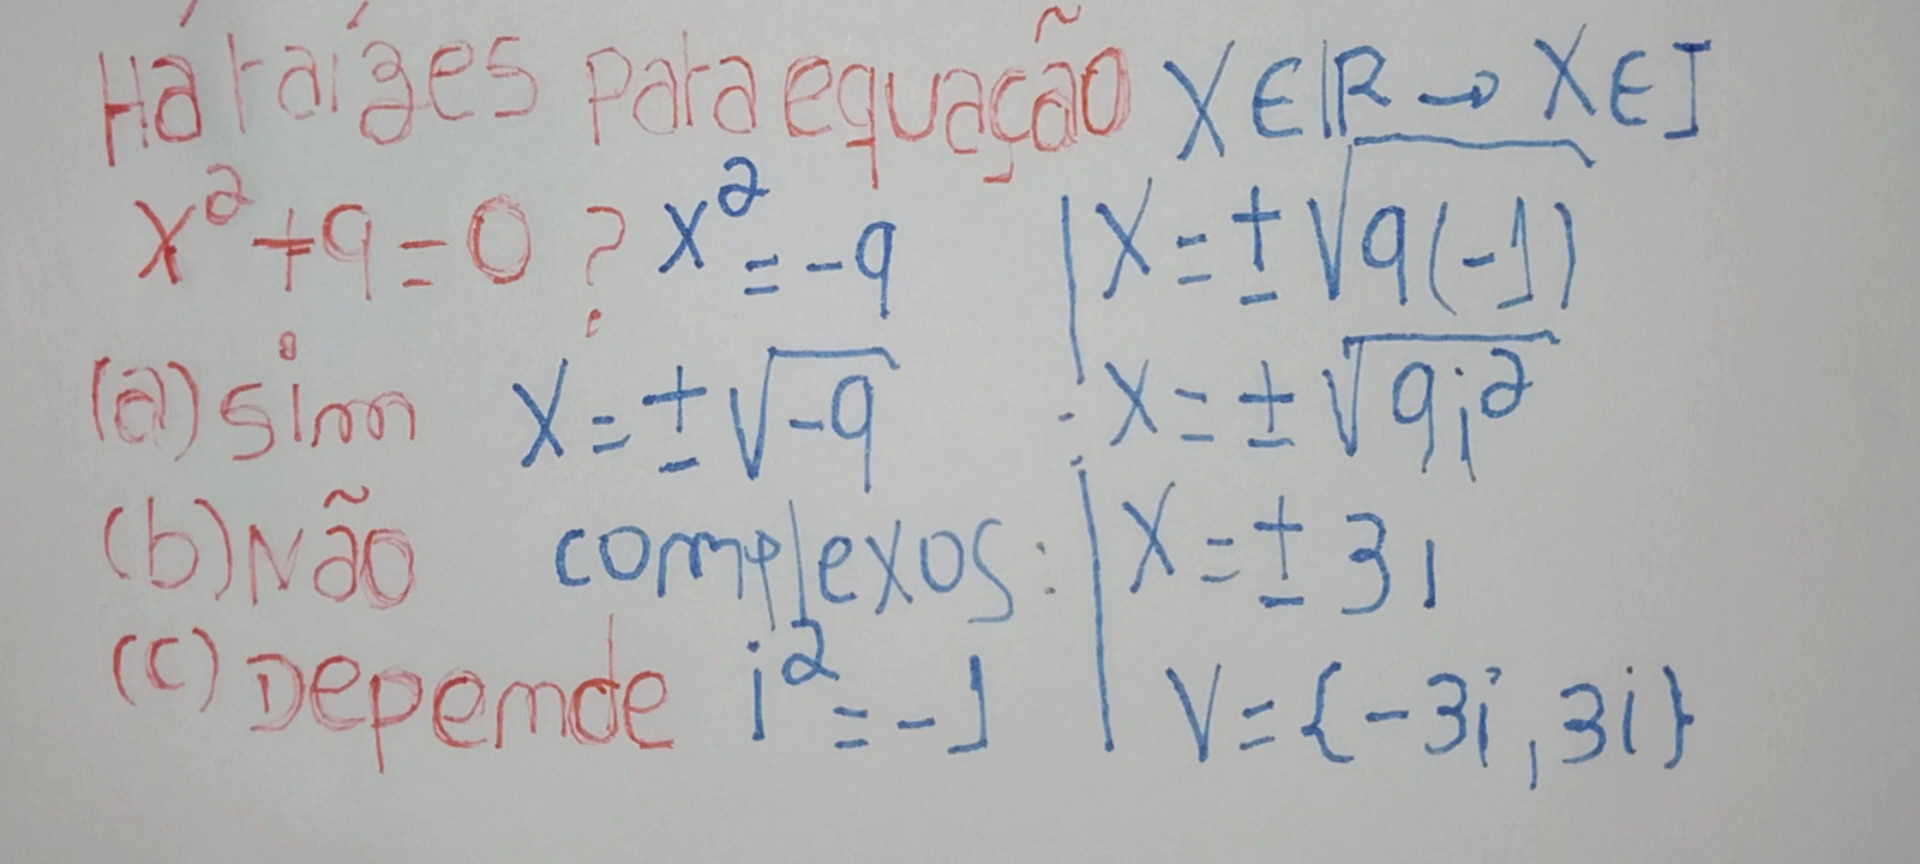 Há raízes para equação X ∈ ℝ → X ∈ I
x² + 9 = 0 ? x² = -9
(a) sim x = ± √-9
(b) Não complexos:
(c) Depende i² = -1
X = ± √9(-1)
X = ± √9i²
X = ± 3i
V = {-3i, 3i}